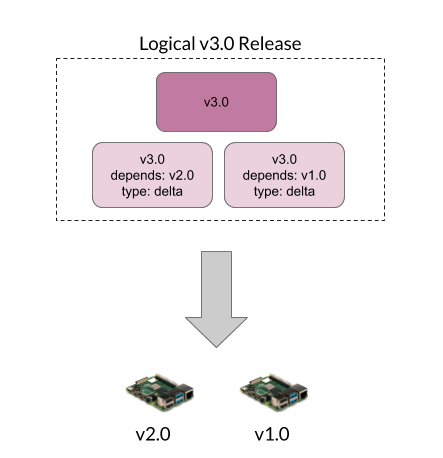 Logical v3.0 Release
v3.0
v3.0
depends: v2.0
type: delta
v3.0
depends: v1.0
type: delta
v2.0
v1.0